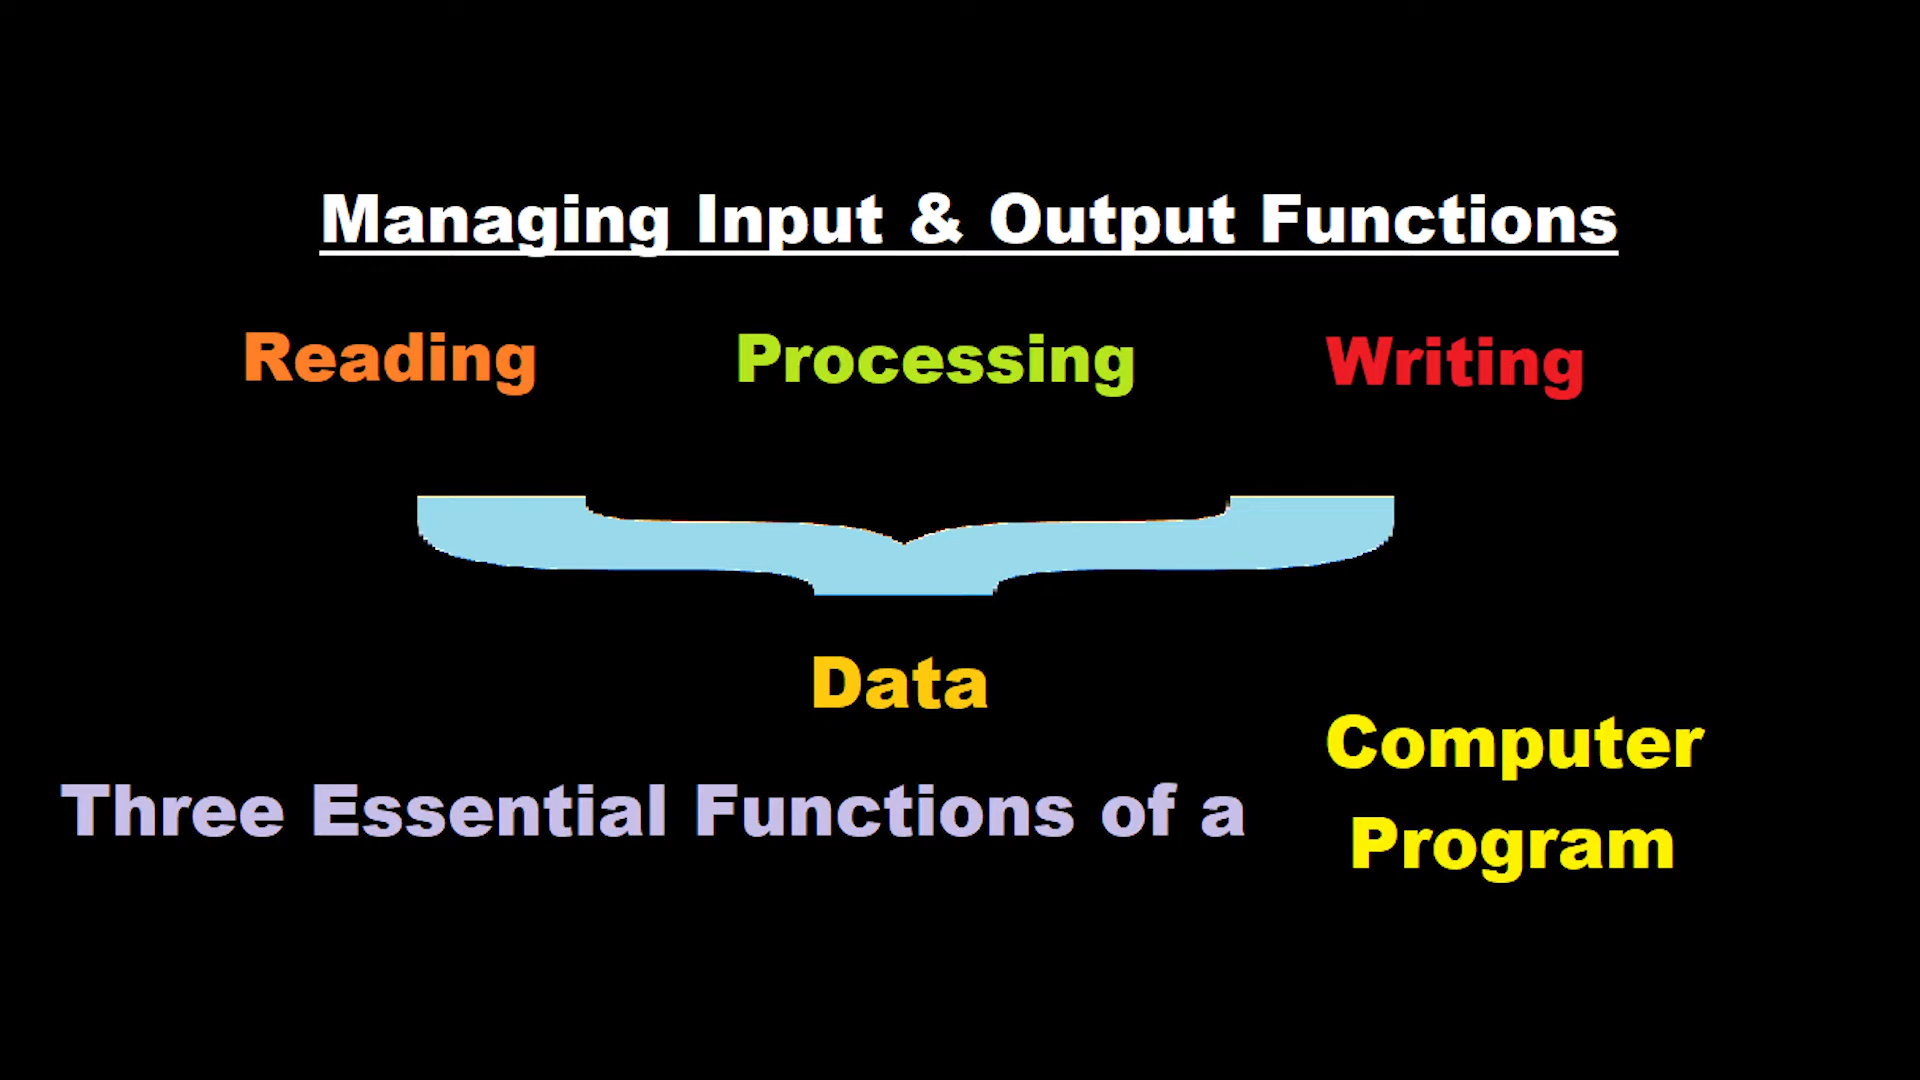 Managing Input & Output Functions
Reading Processing Writing
Data
Three Essential Functions of a
Computer
Program